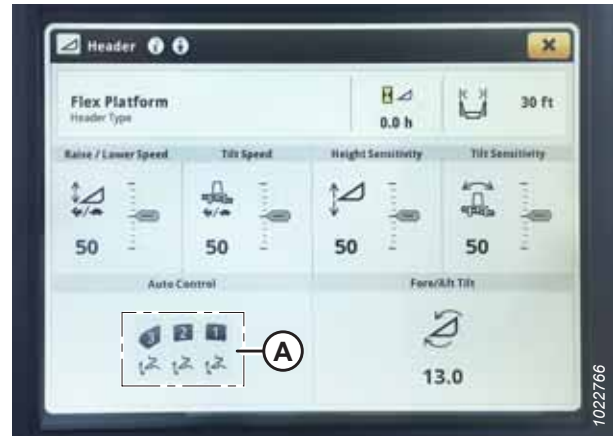 Header
Flex Platform
Header Type
0.0 h
30 ft
Raise / Lower Speed
Tilt Speed
Height Sensitivity
Tilt Sensitivity
50
50
50
50
Auto Control
Fore/Aft Tilt
3 2 1
A
13.0
1022766